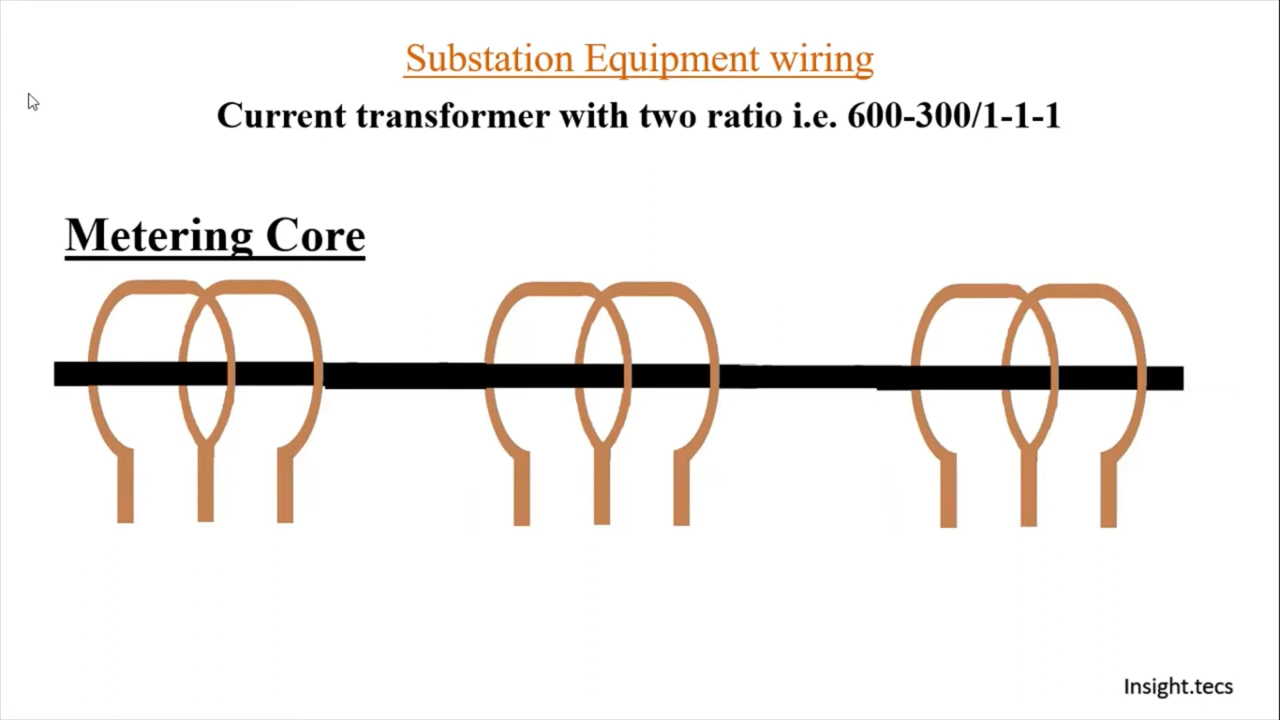 Substation Equipment wiring
Current transformer with two ratio i.e. 600-300/1-1-1
Metering Core
Insight.tecs